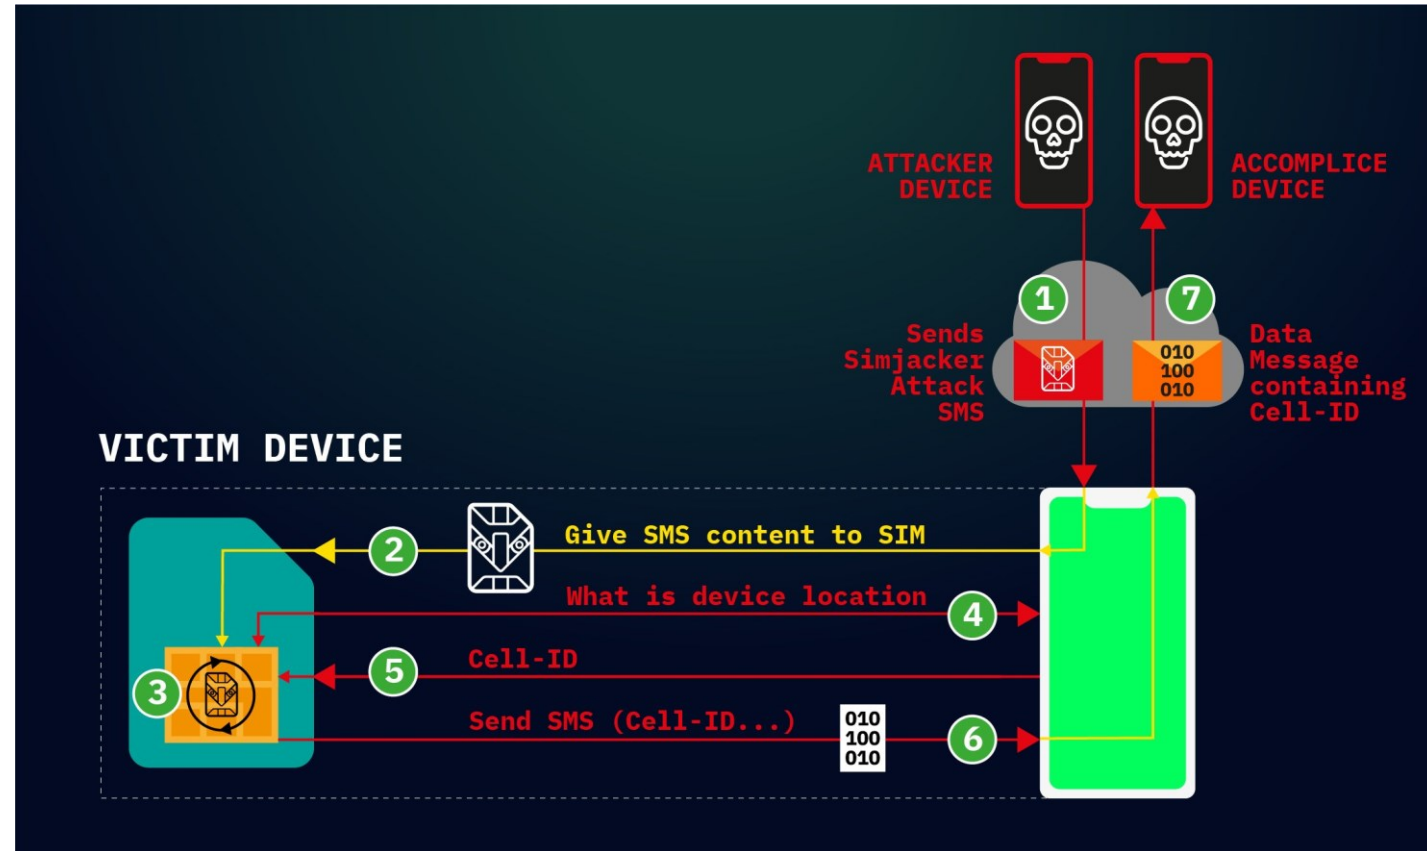 ATTACKER
DEVICE
ACCOMPLICE
DEVICE
1
7
Sends
Simjacker
Attack
SMS
010
100
010
Data
Message
containing
Cell-ID
VICTIM DEVICE
2
Give SMS content to SIM
What is device location
4
Cell-ID
5
3
Send SMS (Cell-ID...)
010
100
010
6